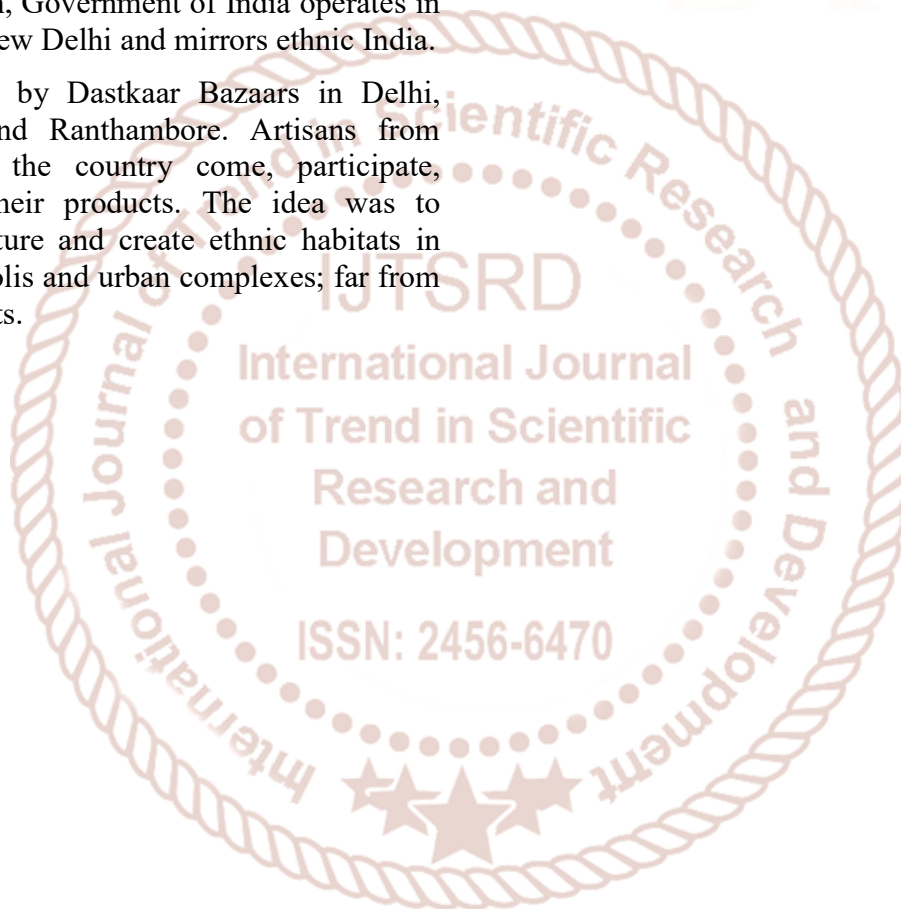 n, Government of India operates in
ew Delhi and mirrors ethnic India.
by Dastkaar Bazaars in Delhi,
nd Ranthambore. Artisans from
the country come, participate,
heir products. The idea was to
ture and create ethnic habitats in
olis and urban complexes; far from
ts.
International Journal of Trend in Scientific Research and Development
IJTSRD
International Journal
of Trend in Scientific
Research and
Development
ISSN: 2456-6470